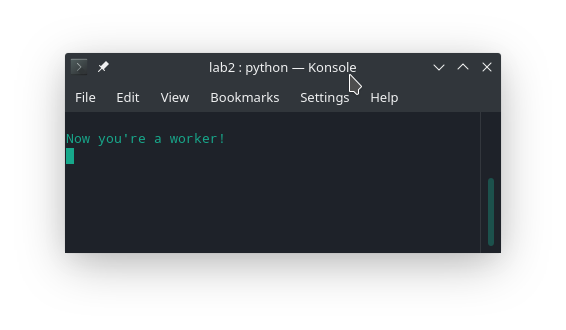 lab2 : python — Konsole
File Edit View Bookmarks Settings Help
Now you're a worker!